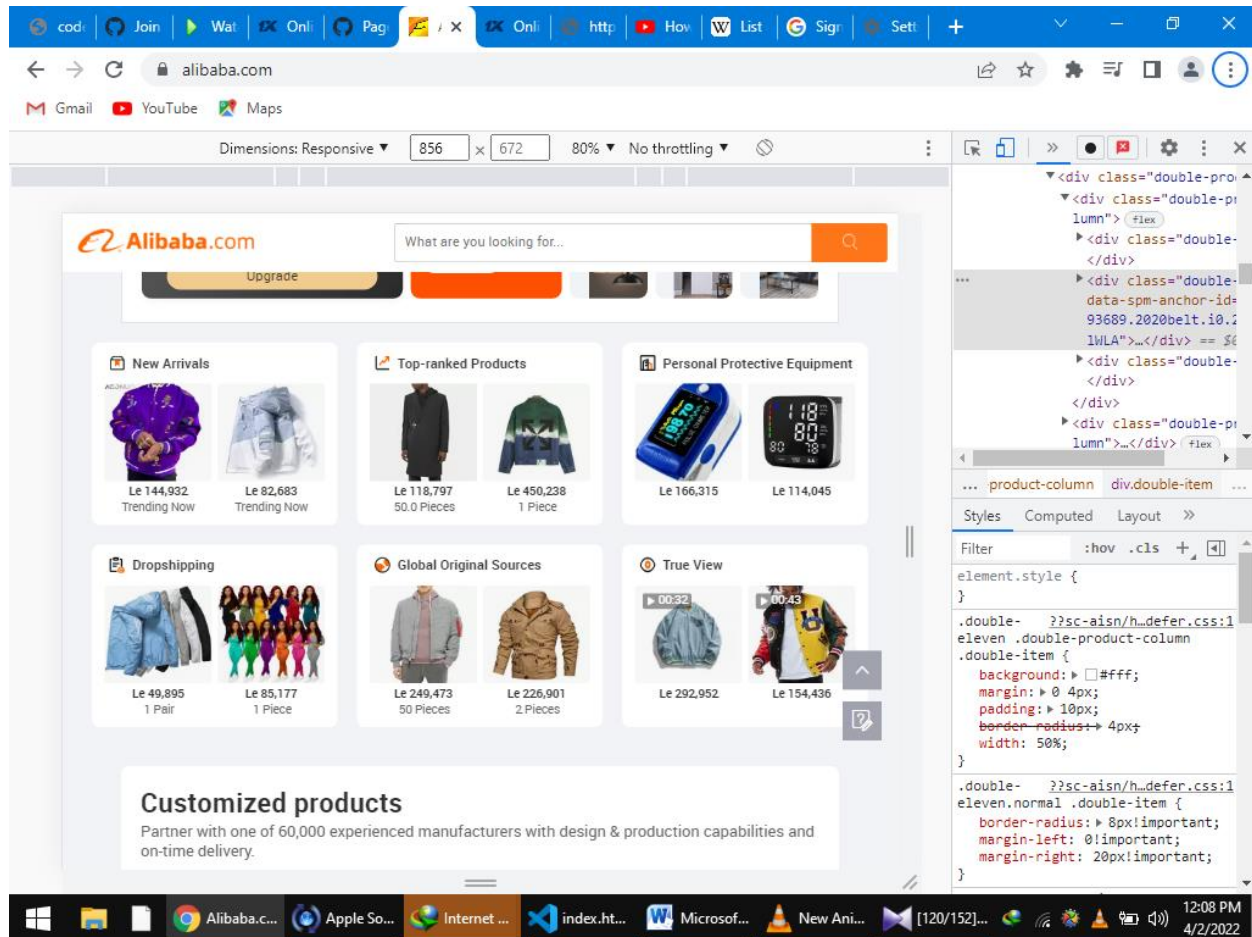 code Join Wat Onli Page A Onli http How List Sign Sett
alibaba.com
Gmail YouTube Maps
Dimensions: Responsive ▼ 856 × 672 80% ▼ No throttling ▼
Alibaba.com What are you looking for...
Upgrade
New Arrivals Top-ranked Products Personal Protective Equipment
Le 144,932 Le 82,683 Le 118,797 Le 450,238 Le 166,315 Le 114,045
Trending Now Trending Now 50.0 Pieces 1 Piece
Dropshipping Global Original Sources True View
00:32 00:43
Le 49,895 Le 85,177 Le 249,473 Le 226,901 Le 292,952 Le 154,436
1 Pair 1 Piece 50 Pieces 2 Pieces
Customized products
Partner with one of 60,000 experienced manufacturers with design & production capabilities and
on-time delivery.
▼<div class="double-pro
▼<div class="double-pr
lumn"> flex
▶<div class="double-
</div>
▶<div class="double-
data-spm-anchor-id=
93689.2020belt.i0.2
1WLA">…</div> == $0
▶<div class="double-
</div>
</div>
▶<div class="double-pr
lumn">…</div> flex
... -product-column div.double-item ...
Styles Computed Layout »
Filter :hov .cls +
element.style {
}
.double- ??sc-aisn/h…defer.css:1
eleven .double-product-column
.double-item {
background: ▶ #fff;
margin: ▶ 0 4px;
padding: ▶ 10px;
border-radius: ▶ 4px;
width: 50%;
}
.double- ??sc-aisn/h…defer.css:1
eleven.normal .double-item {
border-radius: ▶ 8px!important;
margin-left: 0!important;
margin-right: 20px!important;
}
Alibaba.c... Apple So... Internet ... index.ht... Microsof... New Ani... [120/152]... 12:08 PM
4/2/2022